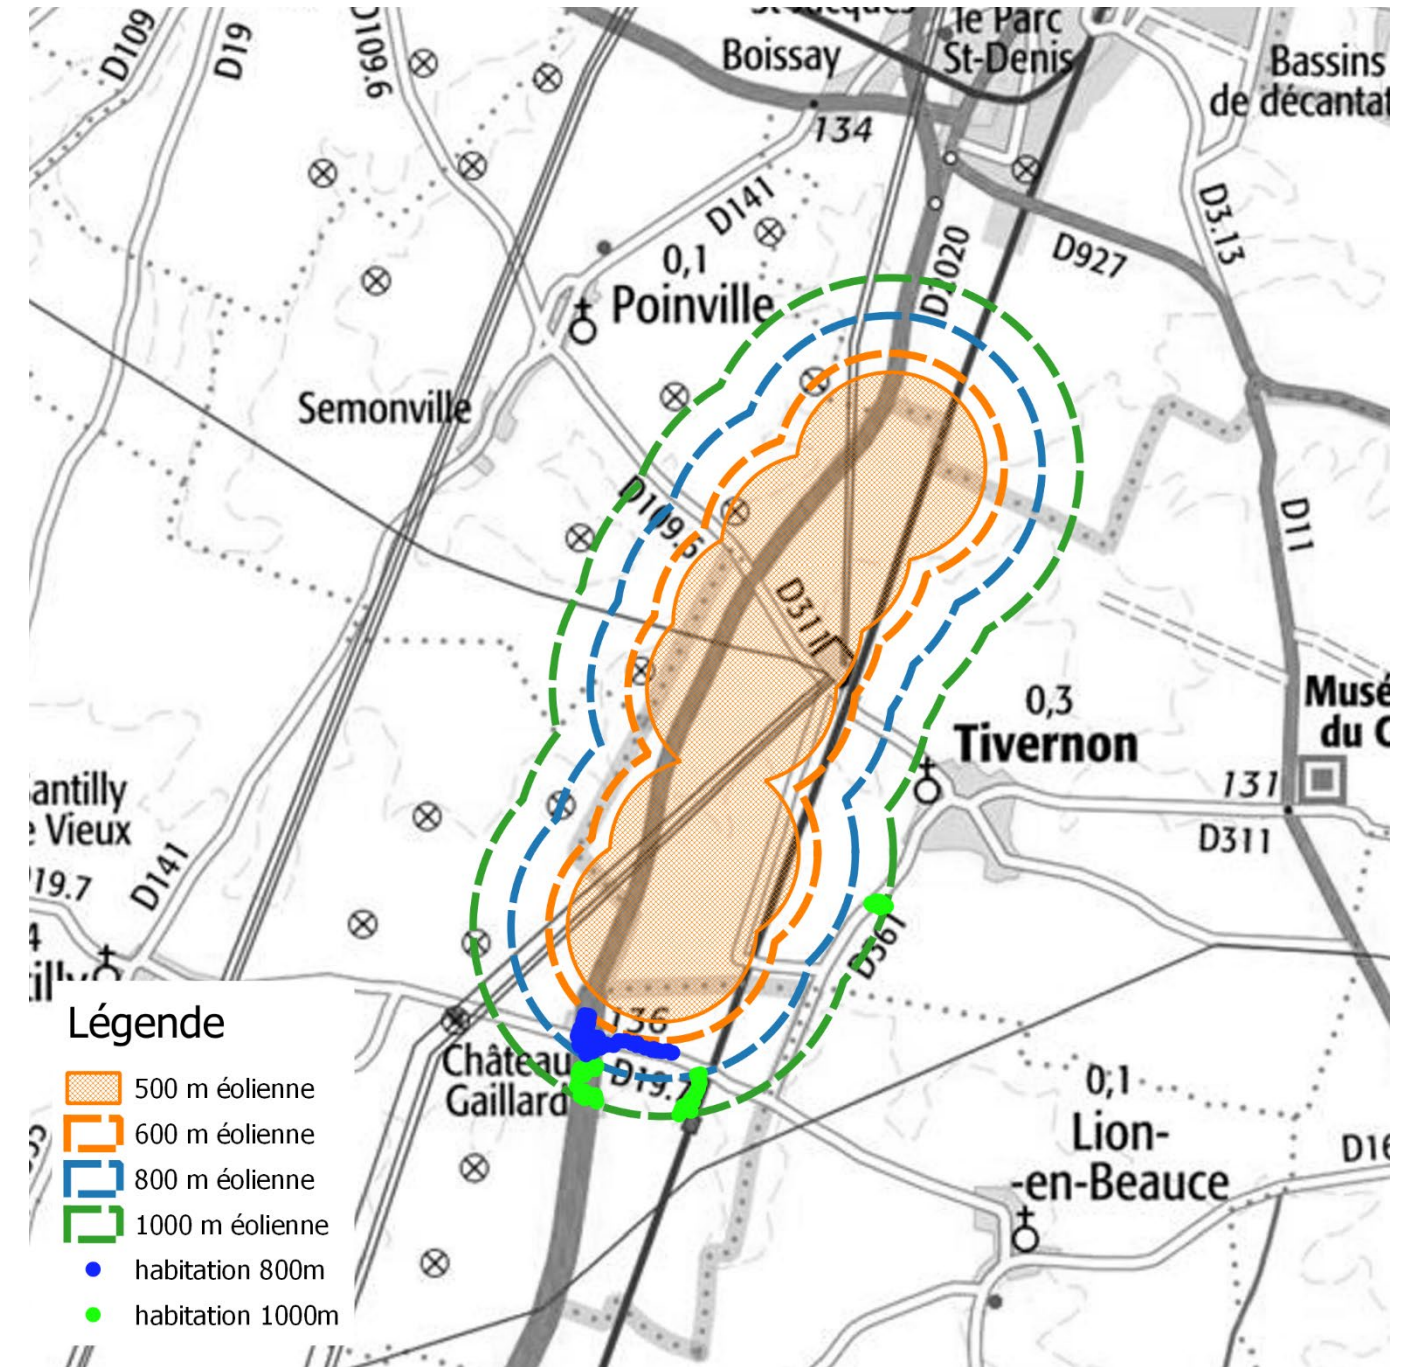 D109
D19
D109.6
Boissay
le Parc
St-Denis
Bassins
134
D141
D3.13
D2020
D927
0,1
Poinville
Semonville
D109.6
D311
D11
0,3
Tivernon
Musé
du C
131
D311
antilly
Vieux
D141
19.7
D361
136
Château
Gaillard
D19.7
0,1
Lion-
-en-Beauce
D16
Légende
500 m éolienne
600 m éolienne
800 m éolienne
1000 m éolienne
habitation 800m
habitation 1000m